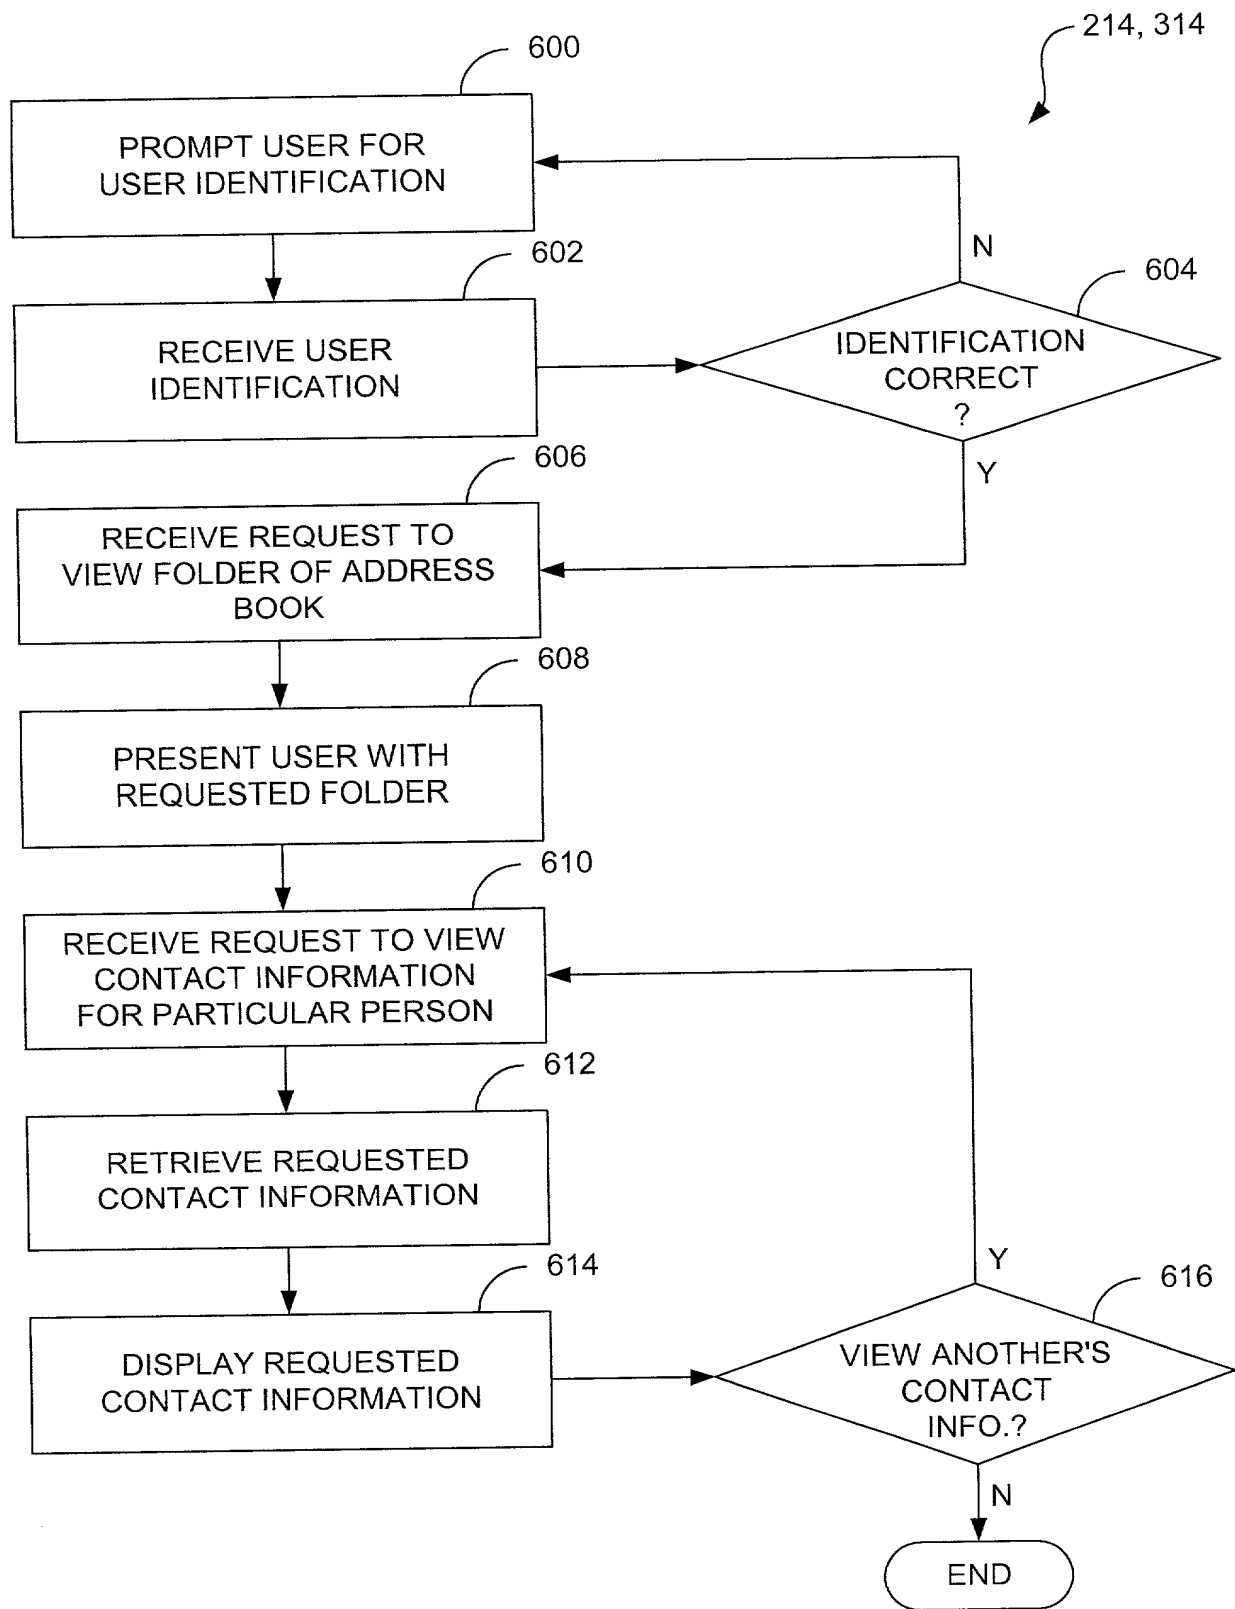 214, 314
600
PROMPT USER FOR
USER IDENTIFICATION
602
RECEIVE USER
IDENTIFICATION
N
604
IDENTIFICATION
CORRECT
?
Y
606
RECEIVE REQUEST TO
VIEW FOLDER OF ADDRESS
BOOK
608
PRESENT USER WITH
REQUESTED FOLDER
610
RECEIVE REQUEST TO VIEW
CONTACT INFORMATION
FOR PARTICULAR PERSON
612
RETRIEVE REQUESTED
CONTACT INFORMATION
614
DISPLAY REQUESTED
CONTACT INFORMATION
Y
616
VIEW ANOTHER'S
CONTACT
INFO.?
N
END